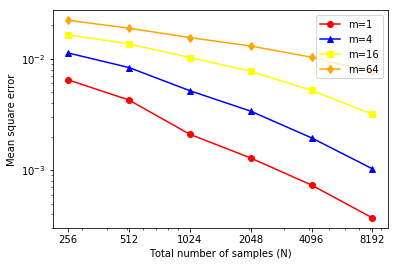 m=1
m=4
m=16
m=64
10⁻²
10⁻³
Mean square error
256 512 1024 2048 4096 8192
Total number of samples (N)